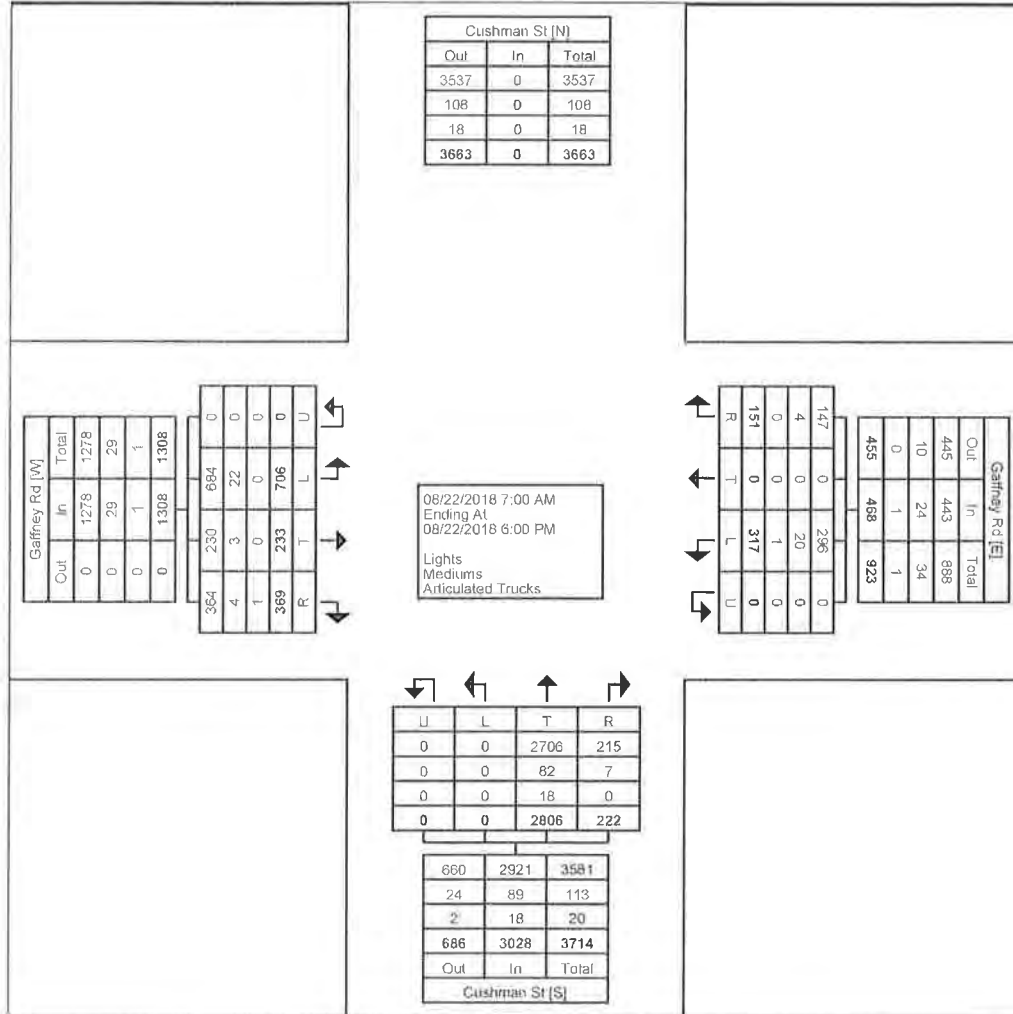 Cushman St [N]
Out In Total
3537 0 3537
108 0 108
18 0 18
3663 0 3663
Gaffney Rd [W]
Total 1278 29 1 1308
In 1278 29 1 1308
Out 0 0 0 0
0 0 0 0 U
684 22 0 706 L
230 3 0 233 T
364 4 1 369 R
08/22/2018 7:00 AM
Ending At
08/22/2018 6:00 PM
Lights
Mediums
Articulated Trucks
R 151 0 4 147
T 0 0 0 0
L 317 1 20 296
U 0 0 0 0
Gaffney Rd [E]
455 0 10 445 Out
468 1 24 443 In
923 1 34 888 Total
U L T R
0 0 2706 215
0 0 82 7
0 0 18 0
0 0 2806 222
660 2921 3581
24 89 113
2 18 20
686 3028 3714
Out In Total
Cushman St [S]